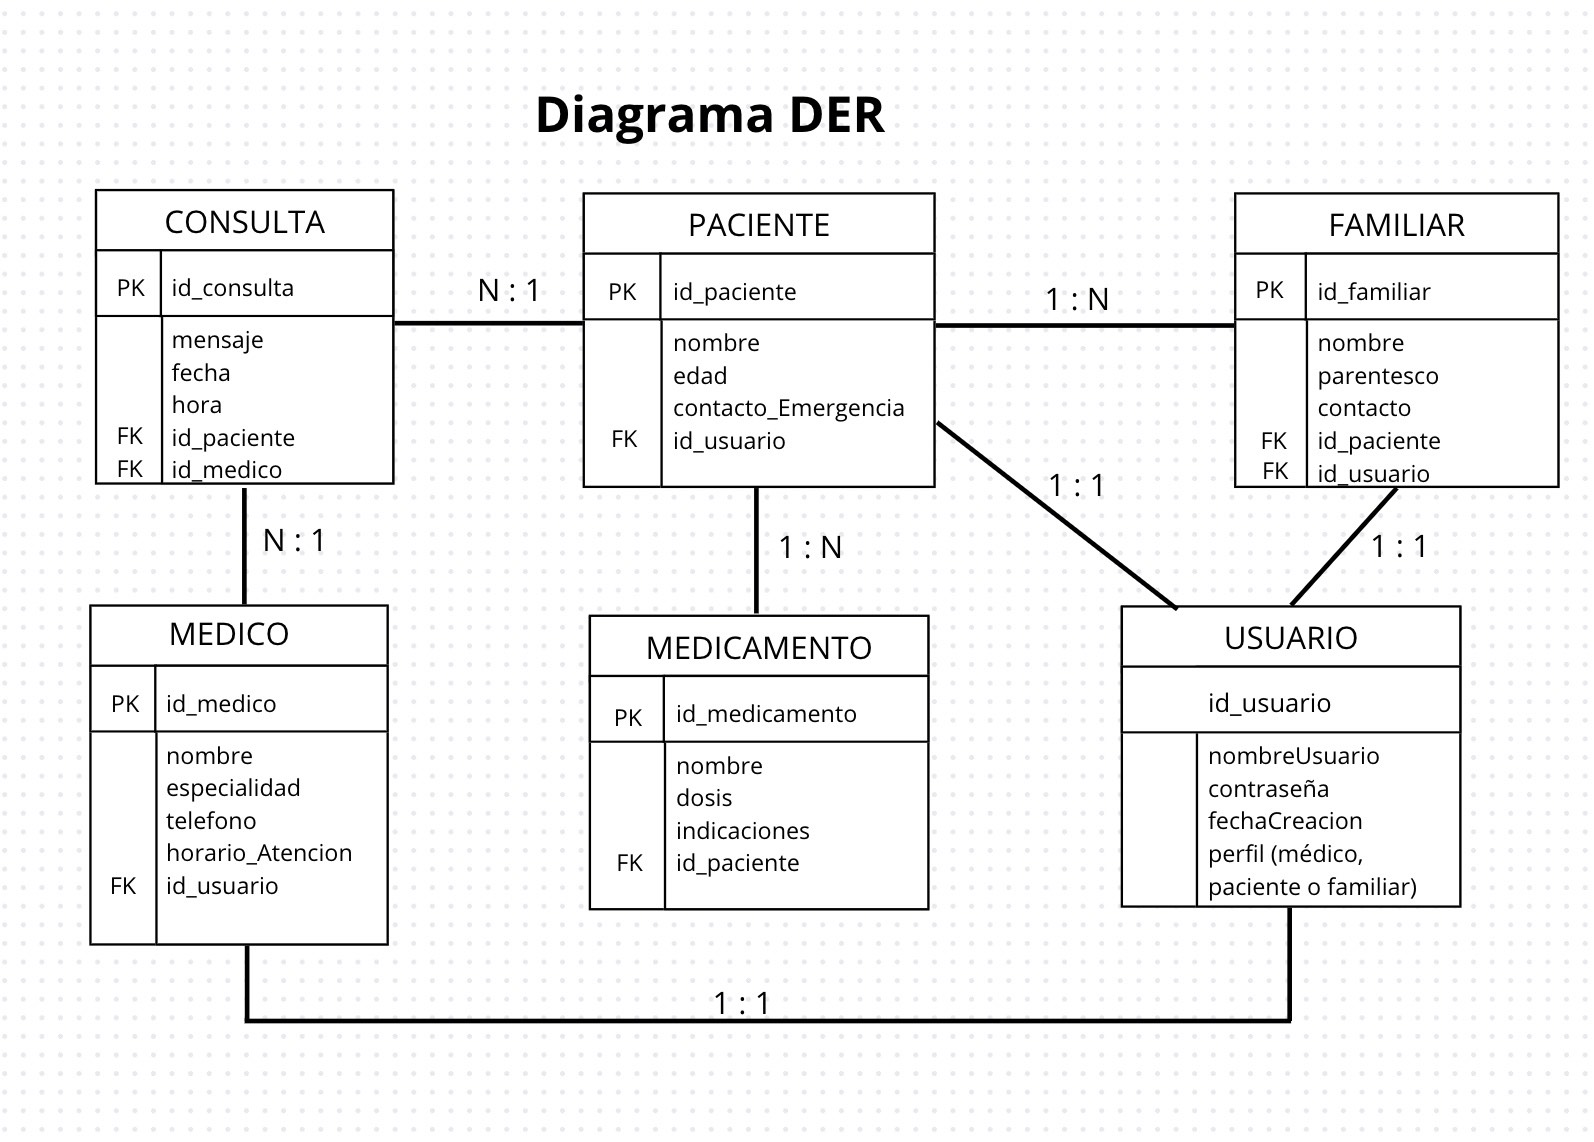 Diagrama DER
CONSULTA
PK id_consulta
mensaje
fecha
hora
FK id_paciente
FK id_medico
N : 1
PACIENTE
PK id_paciente
nombre
edad
contacto_Emergencia
FK id_usuario
1 : N
FAMILIAR
PK id_familiar
nombre
parentesco
contacto
FK id_paciente
FK id_usuario
N : 1
1 : N
1 : 1
1 : 1
MEDICO
PK id_medico
nombre
especialidad
telefono
horario_Atencion
FK id_usuario
MEDICAMENTO
PK id_medicamento
nombre
dosis
indicaciones
FK id_paciente
USUARIO
id_usuario
nombreUsuario
contraseña
fechaCreacion
perfil (médico,
paciente o familiar)
1 : 1